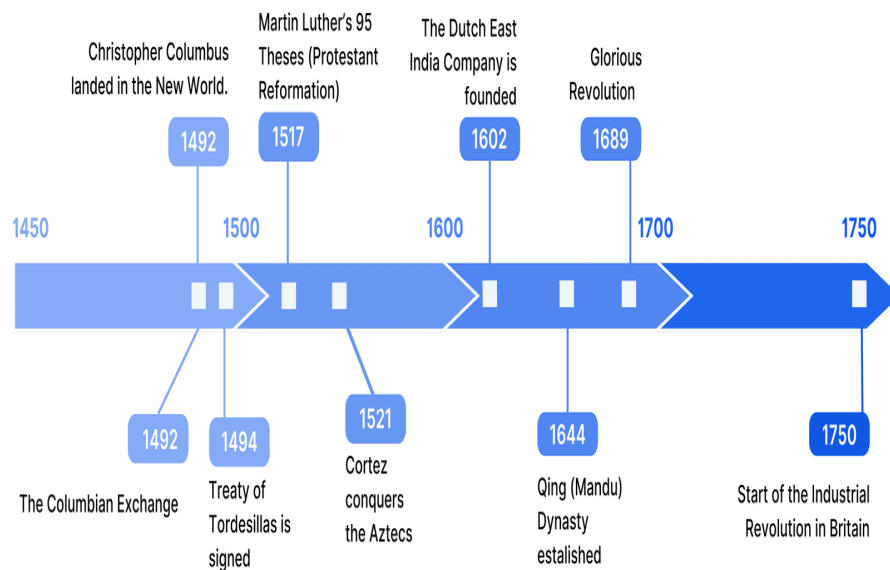 Christopher Columbus
landed in the New World.
1492
Martin Luther's 95
Theses (Protestant
Reformation)
1517
The Dutch East
India Company is
founded
1602
Glorious
Revolution
1689
1450
1500
1600
1700
1750
1492
The Columbian Exchange
1494
Treaty of
Tordesillas is
signed
1521
Cortez
conquers
the Aztecs
1644
Qing (Mandu)
Dynasty
estalished
1750
Start of the Industrial
Revolution in Britain